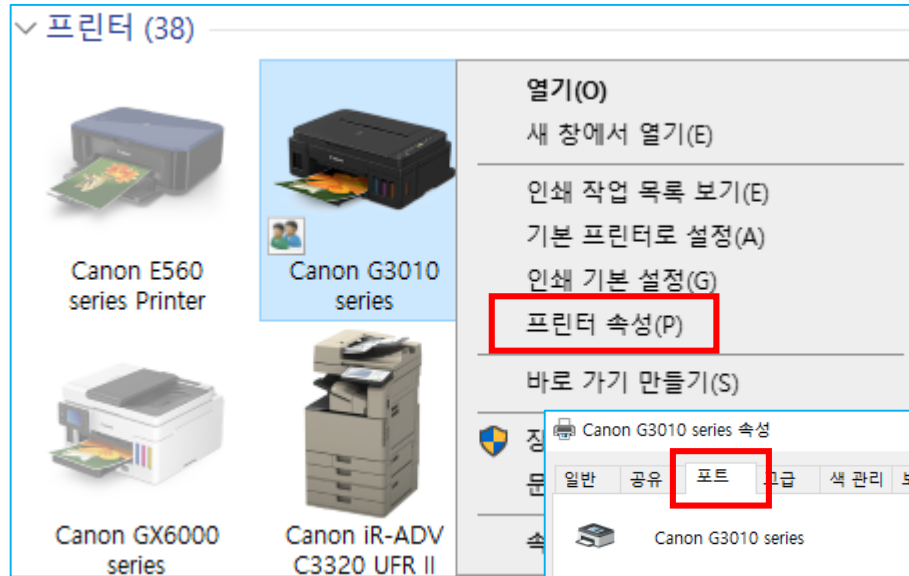 프린터 (38)
Canon E560
series Printer
Canon G3010
series
Canon GX6000
series
Canon iR-ADV
C3320 UFR II
열기(O)
새 창에서 열기(E)
인쇄 작업 목록 보기(E)
기본 프린터로 설정(A)
인쇄 기본 설정(G)
프린터 속성(P)
바로 가기 만들기(S)
Canon G3010 series 속성
일반 공유 포트 고급 색 관리
Canon G3010 series